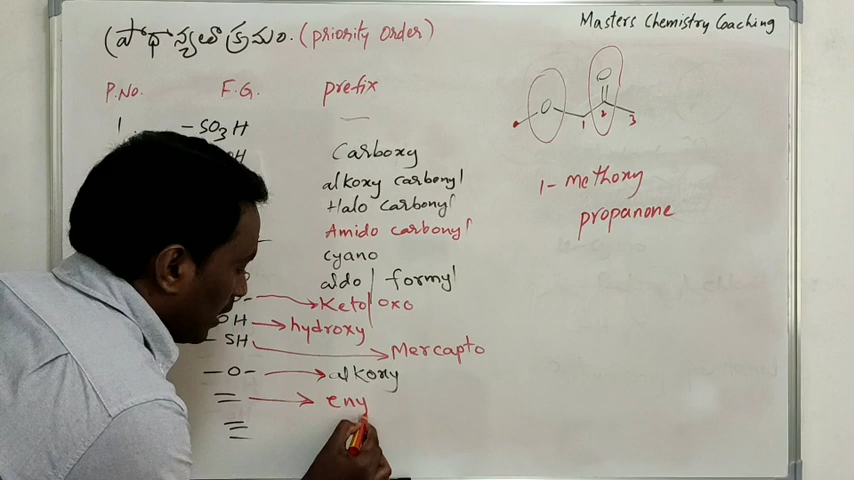 ప్రాధాన్యతా క్రమం. (priority order)
Masters Chemistry Coaching
P.No. F.G. prefix
1. -SO3H —
OH Carboxy
alkoxy carbonyl
Halo carbonyl
Amido carbonyl
cyano
aldo / formyl
Keto / oxo
OH → hydroxy
- SH → Mercapto
-O- → alkoxy
= → eny
≡
O
O
1 2 3
1- methoxy
propanone